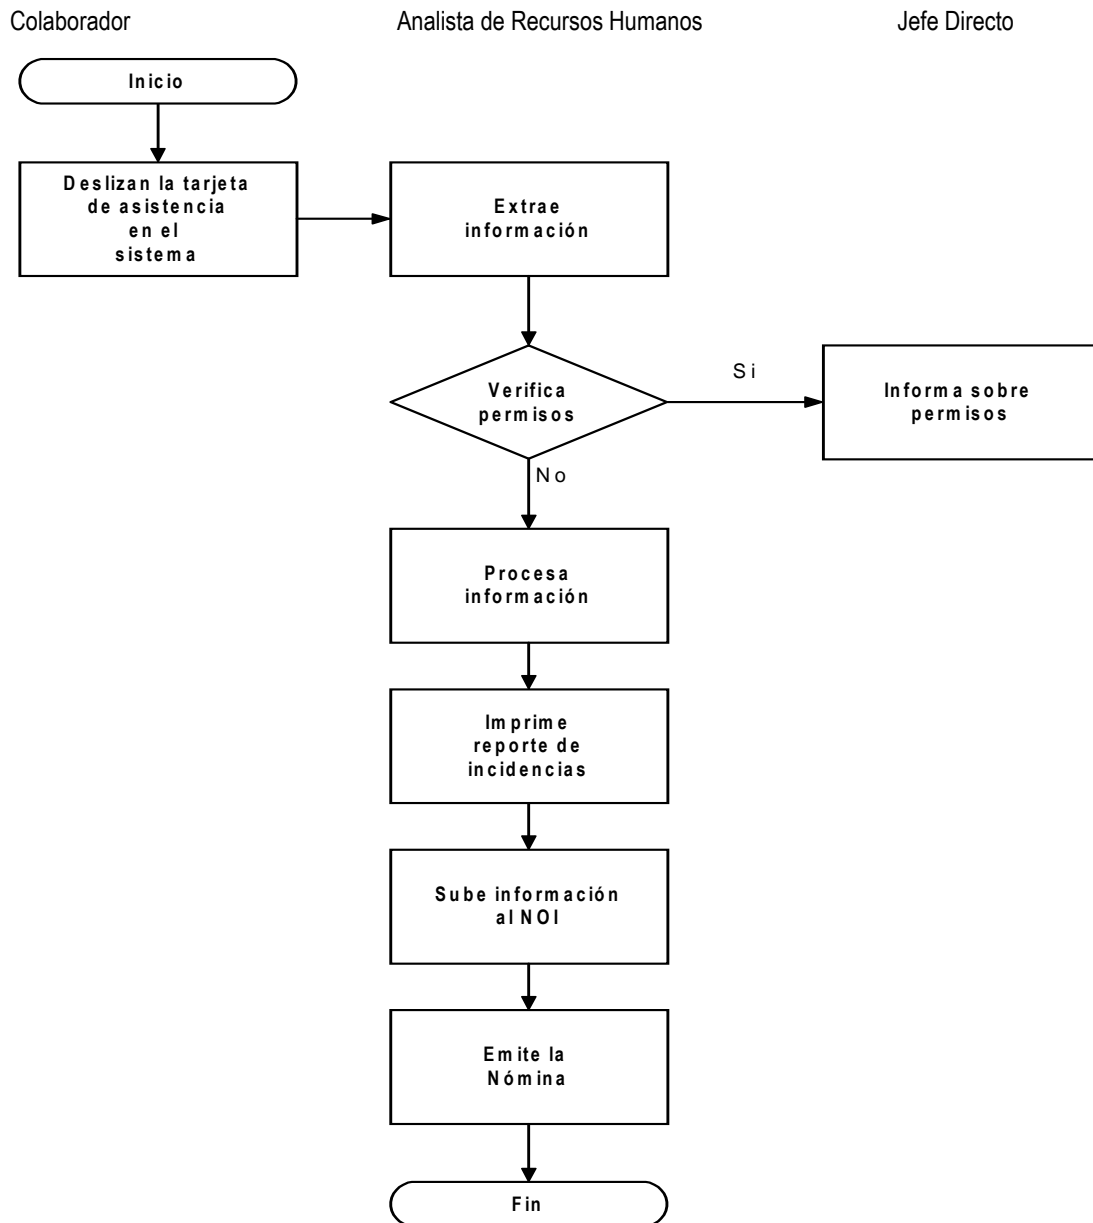 Colaborador
Analista de Recursos Humanos
Jefe Directo
Inicio
Deslizan la tarjeta
de asistencia
en el
sistema
Extrae
información
Verifica
permisos
Si
Informa sobre
permisos
No
Procesa
información
Imprime
reporte de
incidencias
Sube información
al NOI
Emite la
Nómina
Fin